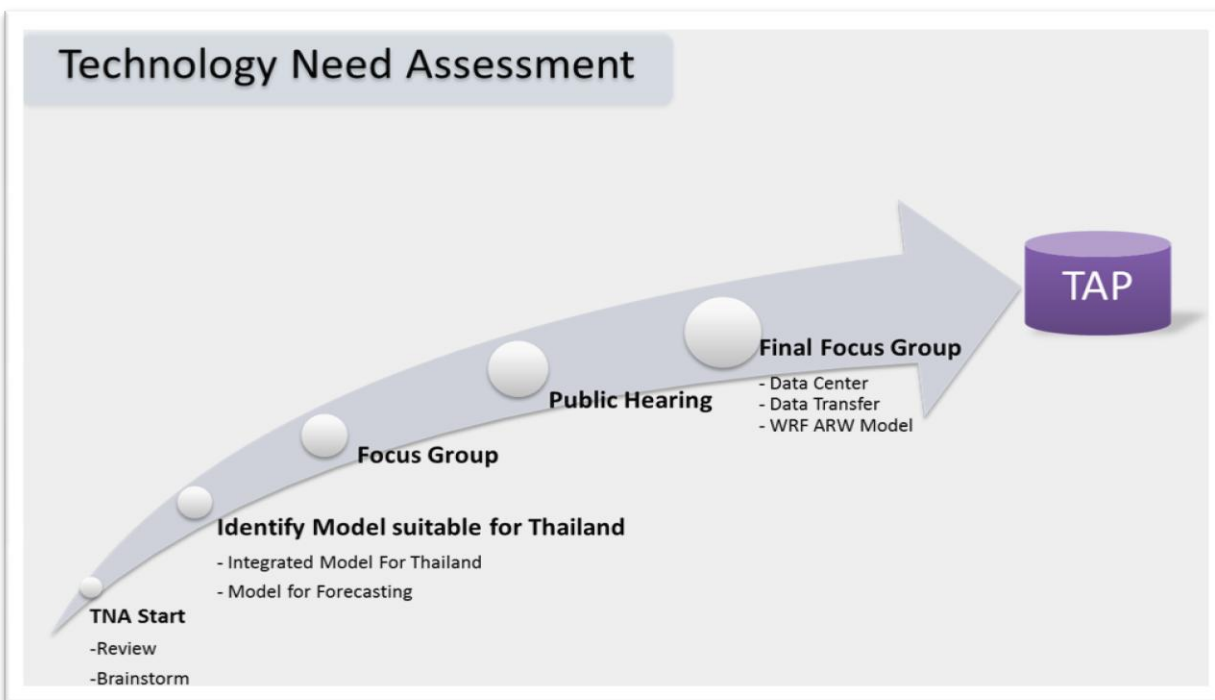 Technology Need Assessment
TAP
Final Focus Group
- Data Center
- Data Transfer
- WRF ARW Model
Public Hearing
Focus Group
Identify Model suitable for Thailand
- Integrated Model For Thailand
- Model for Forecasting
TNA Start
-Review
-Brainstorm